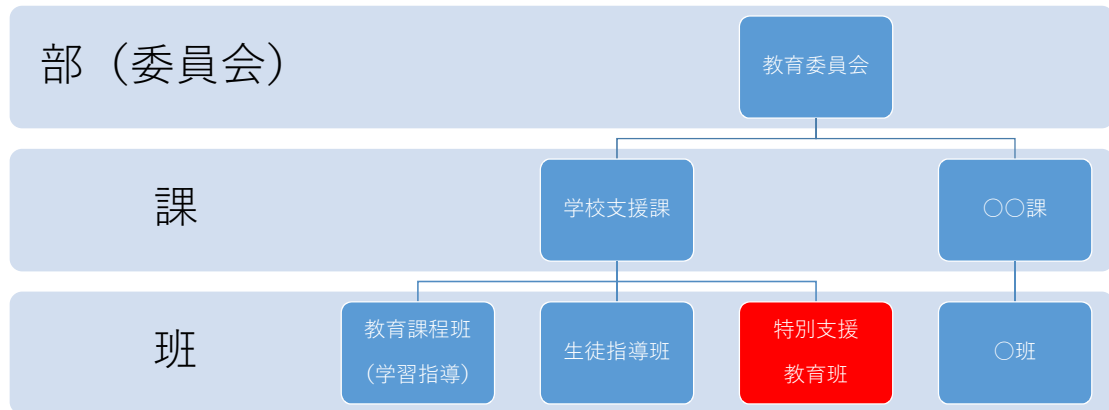 部（委員会）
教育委員会
課
学校支援課
〇〇課
班
教育課程班
（学習指導）
生徒指導班
特別支援
教育班
〇班